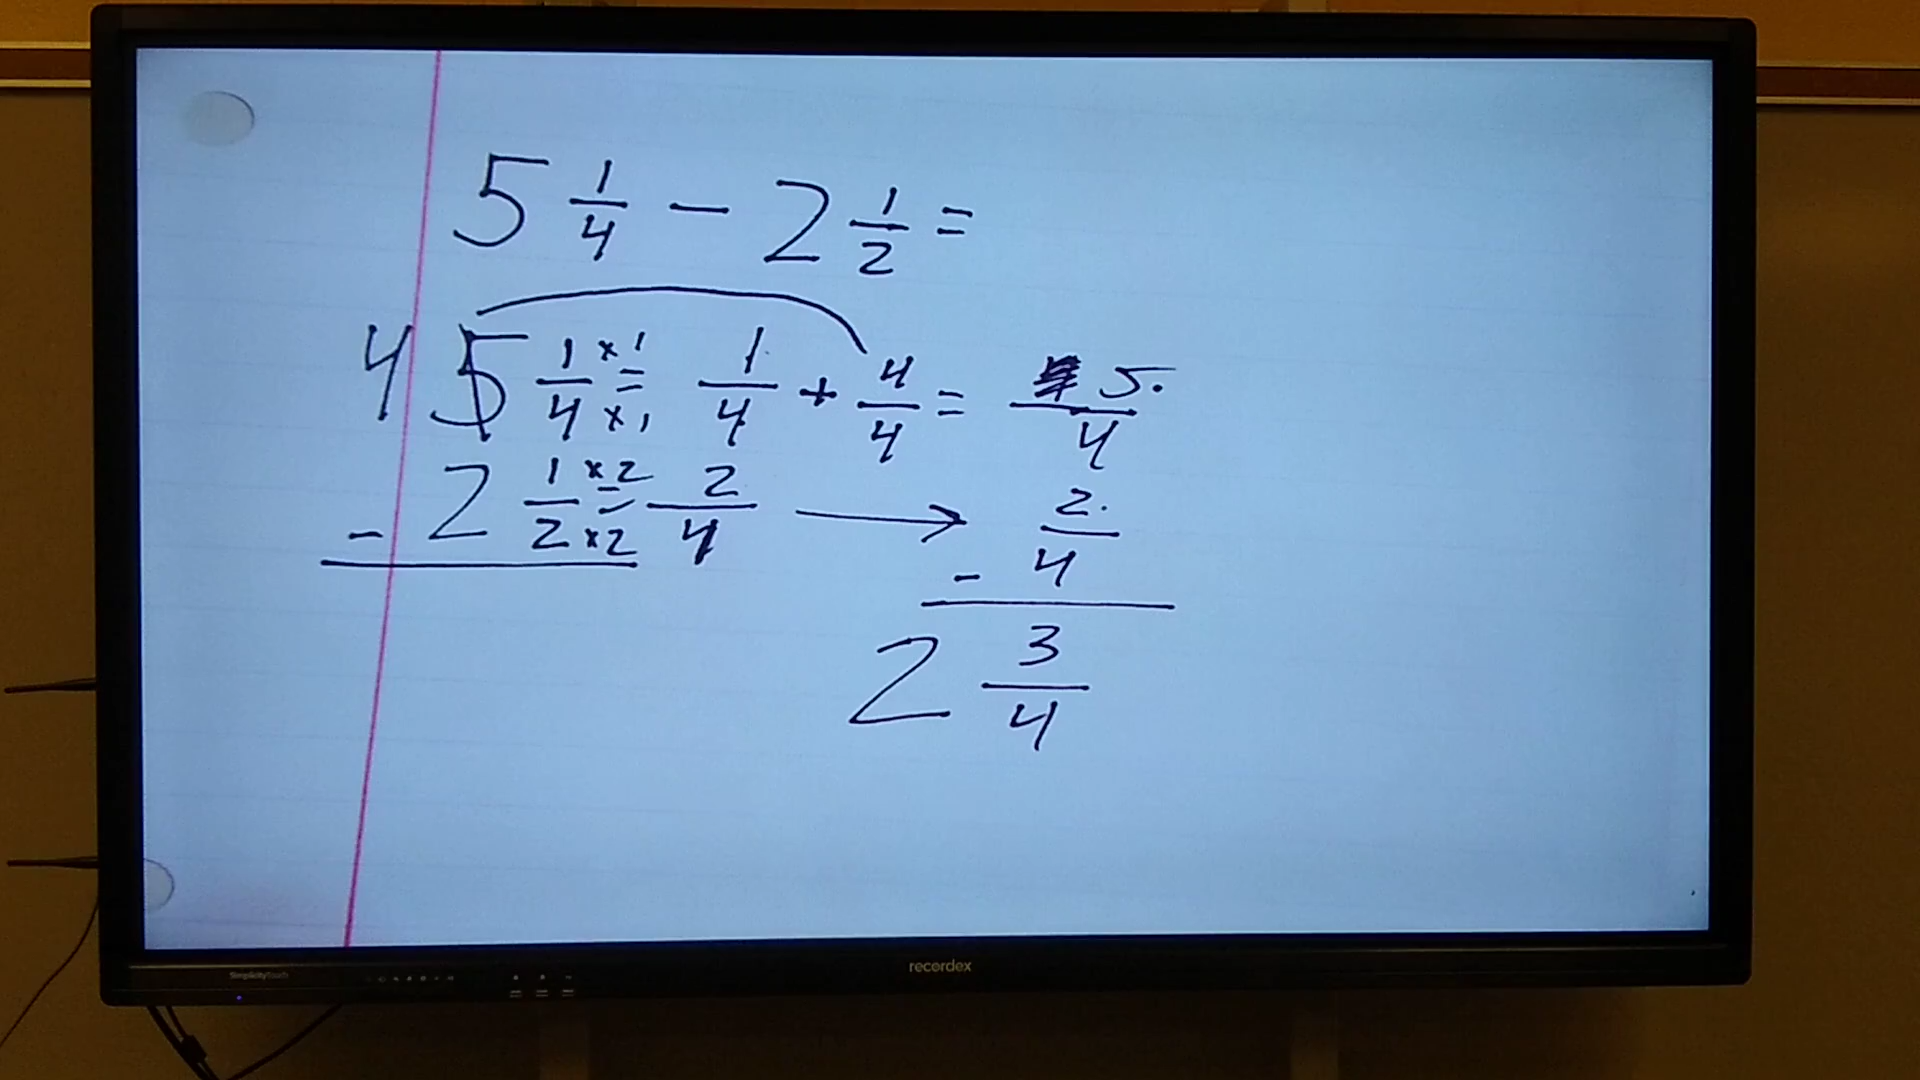 5 1/4 - 2 1/2 =
4 5 1/4 ×1/×1 = 1/4 + 4/4 = 5/4
- 2 1/2 ×2/×2 = 2/4 → - 2/4
2 3/4
SimplicityTouch
recordex